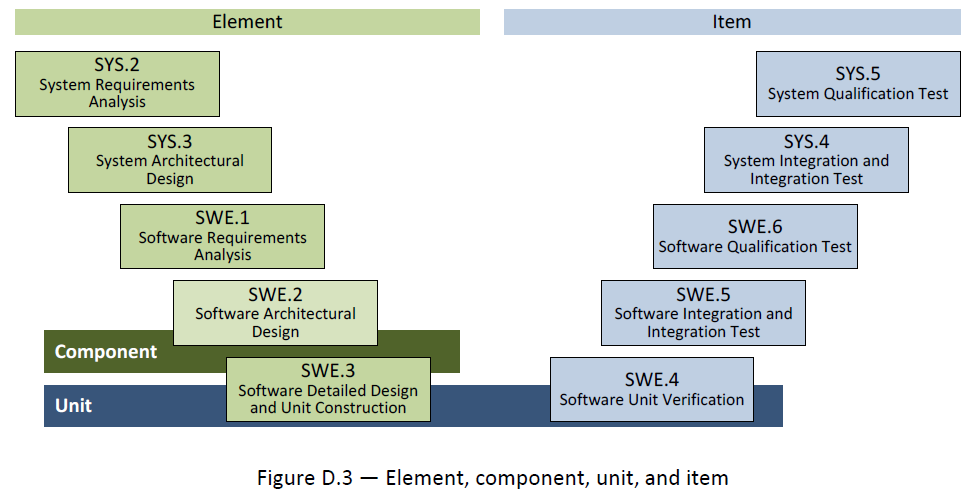 Element
Item
SYS.2
System Requirements
Analysis
SYS.5
System Qualification Test
SYS.3
System Architectural
Design
SYS.4
System Integration and
Integration Test
SWE.1
Software Requirements
Analysis
SWE.6
Software Qualification Test
SWE.2
Software Architectural
Design
SWE.5
Software Integration and
Integration Test
Component
SWE.3
Software Detailed Design
and Unit Construction
SWE.4
Software Unit Verification
Unit
Figure D.3 — Element, component, unit, and item